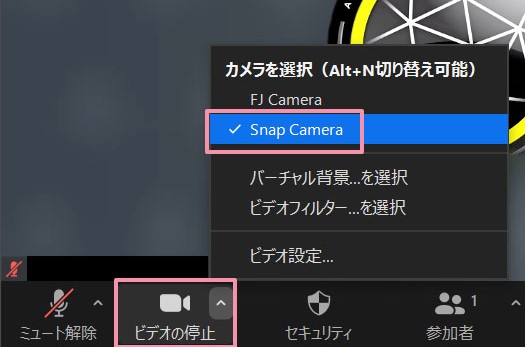 カメラを選択（Alt+N切り替え可能）
FJ Camera
Snap Camera
バーチャル背景...を選択
ビデオフィルター...を選択
ビデオ設定...
ミュート解除
ビデオの停止
セキュリティ
1
参加者